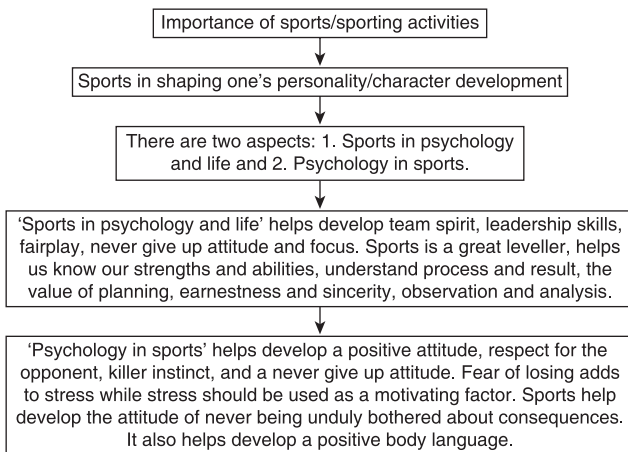 Importance of sports/sporting activities
Sports in shaping one's personality/character development
There are two aspects: 1. Sports in psychology
and life and 2. Psychology in sports.
‘Sports in psychology and life’ helps develop team spirit, leadership skills,
fairplay, never give up attitude and focus. Sports is a great leveller, helps
us know our strengths and abilities, understand process and result, the
value of planning, earnestness and sincerity, observation and analysis.
‘Psychology in sports’ helps develop a positive attitude, respect for the
opponent, killer instinct, and a never give up attitude. Fear of losing adds
to stress while stress should be used as a motivating factor. Sports help
develop the attitude of never being unduly bothered about consequences.
It also helps develop a positive body language.